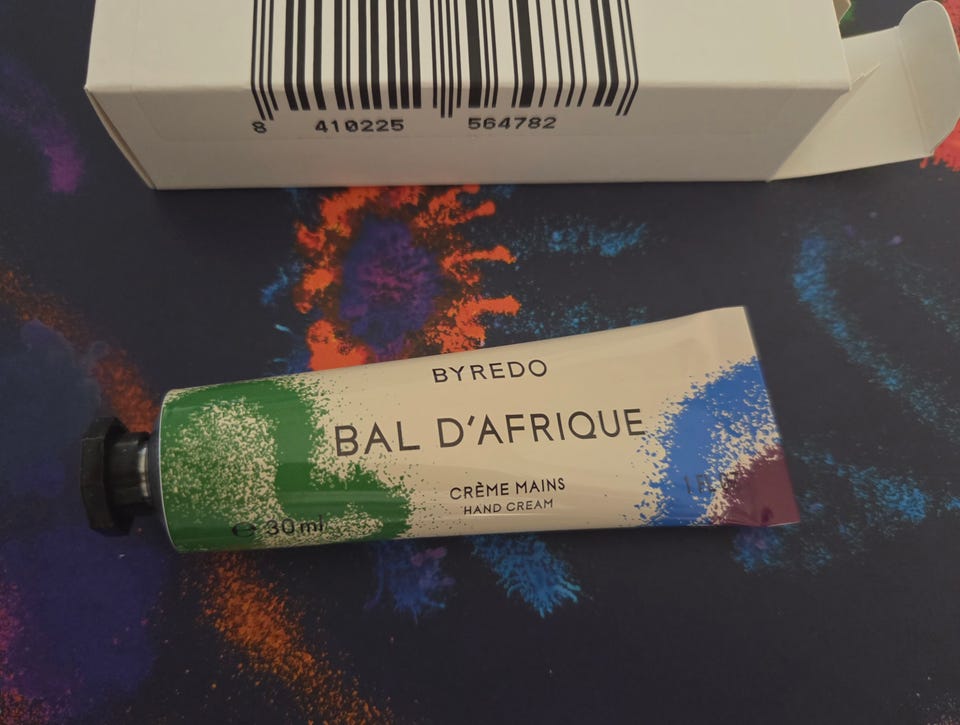 8 410225 564782
BYREDO
BAL D'AFRIQUE
CRÈME MAINS
HAND CREAM
℮ 30 ml